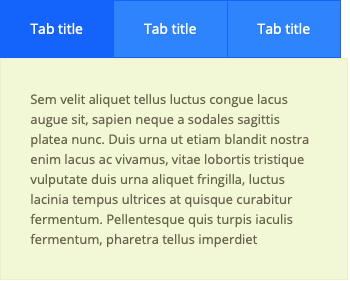 Tab title
Tab title
Tab title
Sem velit aliquet tellus luctus congue lacus
augue sit, sapien neque a sodales sagittis
platea nunc. Duis urna ut etiam blandit nostra
enim lacus ac vivamus, vitae lobortis tristique
vulputate duis urna aliquet fringilla, luctus
lacinia tempus ultrices at quisque curabitur
fermentum. Pellentesque quis turpis iaculis
fermentum, pharetra tellus imperdiet